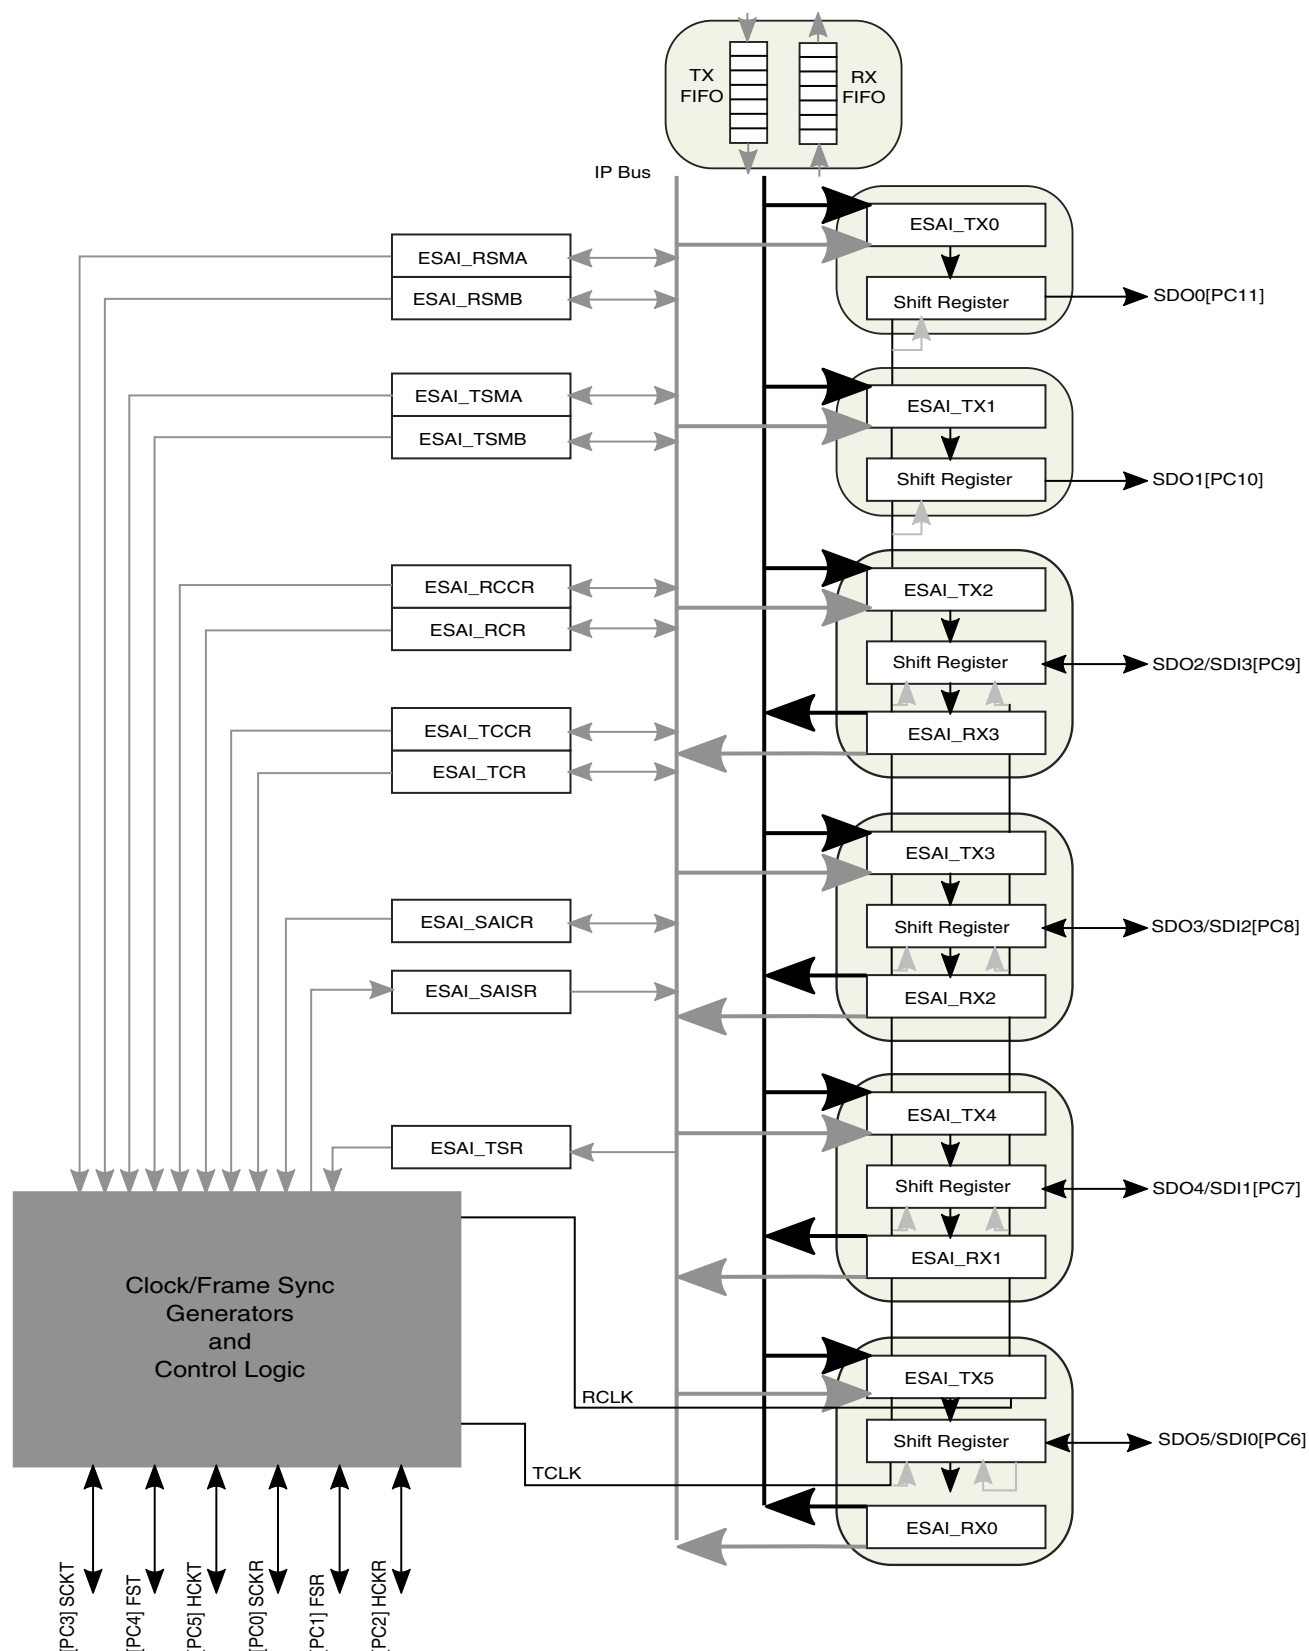 TX
FIFO
RX
FIFO
IP Bus
ESAI_TX0
ESAI_RSMA
ESAI_RSMB
Shift Register
SDO0[PC11]
ESAI_TSMA
ESAI_TSMB
ESAI_TX1
Shift Register
SDO1[PC10]
ESAI_RCCR
ESAI_RCR
ESAI_TX2
Shift Register
SDO2/SDI3[PC9]
ESAI_TCCR
ESAI_TCR
ESAI_RX3
ESAI_TX3
ESAI_SAICR
Shift Register
SDO3/SDI2[PC8]
ESAI_SAISR
ESAI_RX2
ESAI_TX4
ESAI_TSR
Shift Register
SDO4/SDI1[PC7]
ESAI_RX1
Clock/Frame Sync
Generators
and
Control Logic
ESAI_TX5
RCLK
Shift Register
SDO5/SDI0[PC6]
TCLK
ESAI_RX0
[PC3] SCKT
[PC4] FST
[PC5] HCKT
[PC0] SCKR
[PC1] FSR
[PC2] HCKR